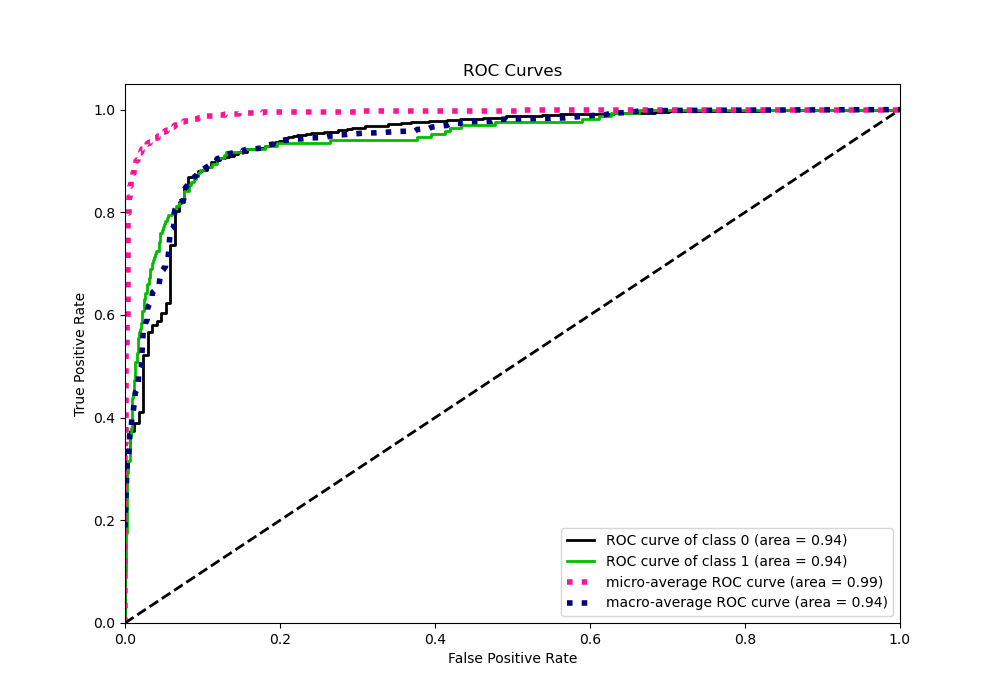 ROC Curves
True Positive Rate
1.0
0.8
0.6
0.4
0.2
0.0
0.0 0.2 0.4 0.6 0.8 1.0
False Positive Rate
ROC curve of class 0 (area = 0.94)
ROC curve of class 1 (area = 0.94)
micro-average ROC curve (area = 0.99)
macro-average ROC curve (area = 0.94)